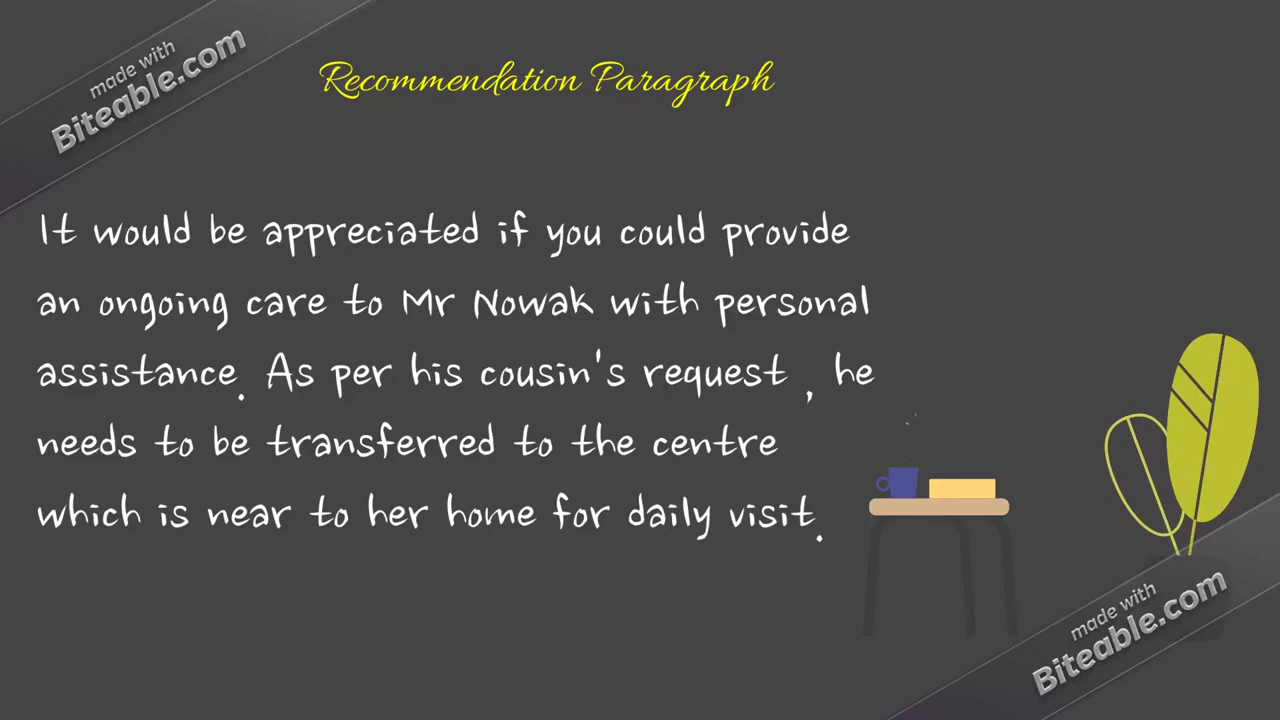 made with
Biteable.com
Recommendation Paragraph
It would be appreciated if you could provide
an ongoing care to Mr Nowak with personal
assistance. As per his cousin's request , he
needs to be transferred to the centre
which is near to her home for daily visit.
made with
Biteable.com